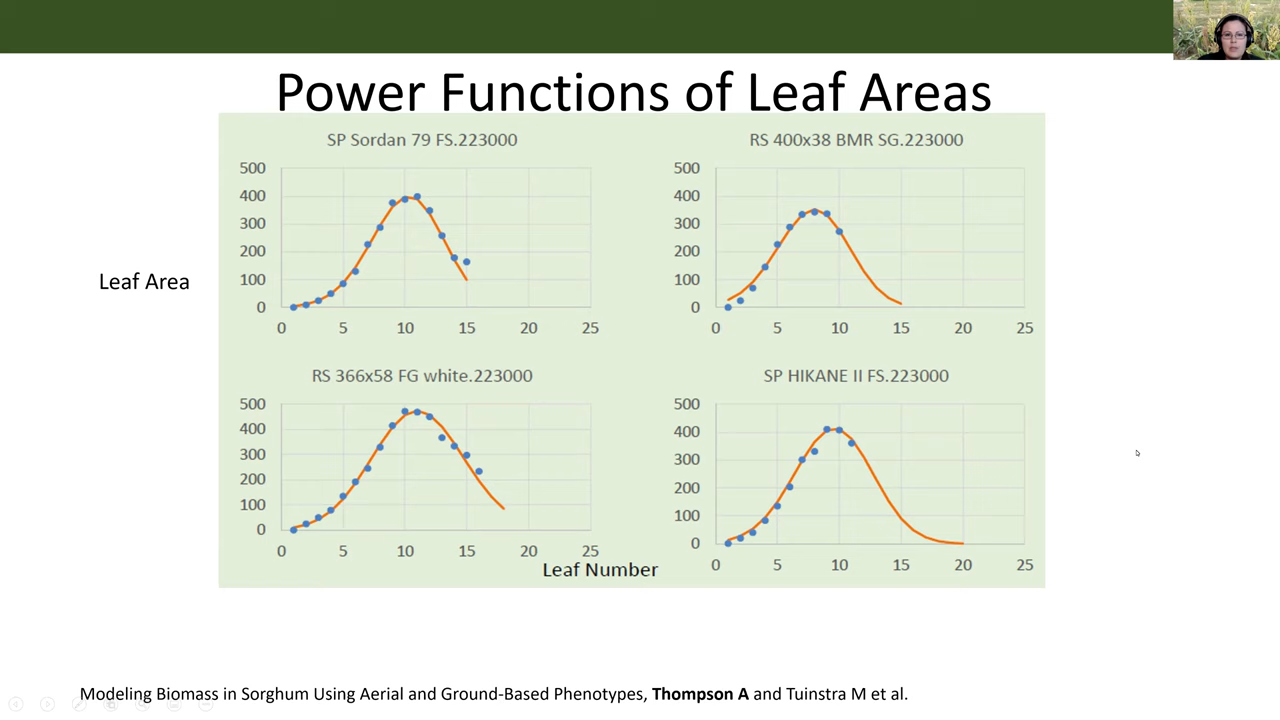 Power Functions of Leaf Areas
SP Sordan 79 FS.223000
500
400
300
200
100
0
0 5 10 15 20 25
RS 400x38 BMR SG.223000
500
400
300
200
100
0
0 5 10 15 20 25
Leaf Area
RS 366x58 FG white.223000
500
400
300
200
100
0
0 5 10 15 20 25
SP HIKANE II FS.223000
500
400
300
200
100
0
0 5 10 15 20 25
Leaf Number
Modeling Biomass in Sorghum Using Aerial and Ground-Based Phenotypes, Thompson A and Tuinstra M et al.